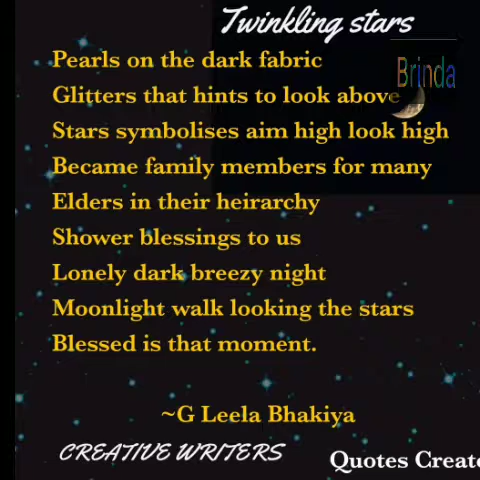 Twinkling stars
Brinda
Pearls on the dark fabric
Glitters that hints to look above
Stars symbolises aim high look high
Became family members for many
Elders in their heirarchy
Shower blessings to us
Lonely dark breezy night
Moonlight walk looking the stars
Blessed is that moment.
~G Leela Bhakiya
CREATIVE WRITERS
Quotes Create